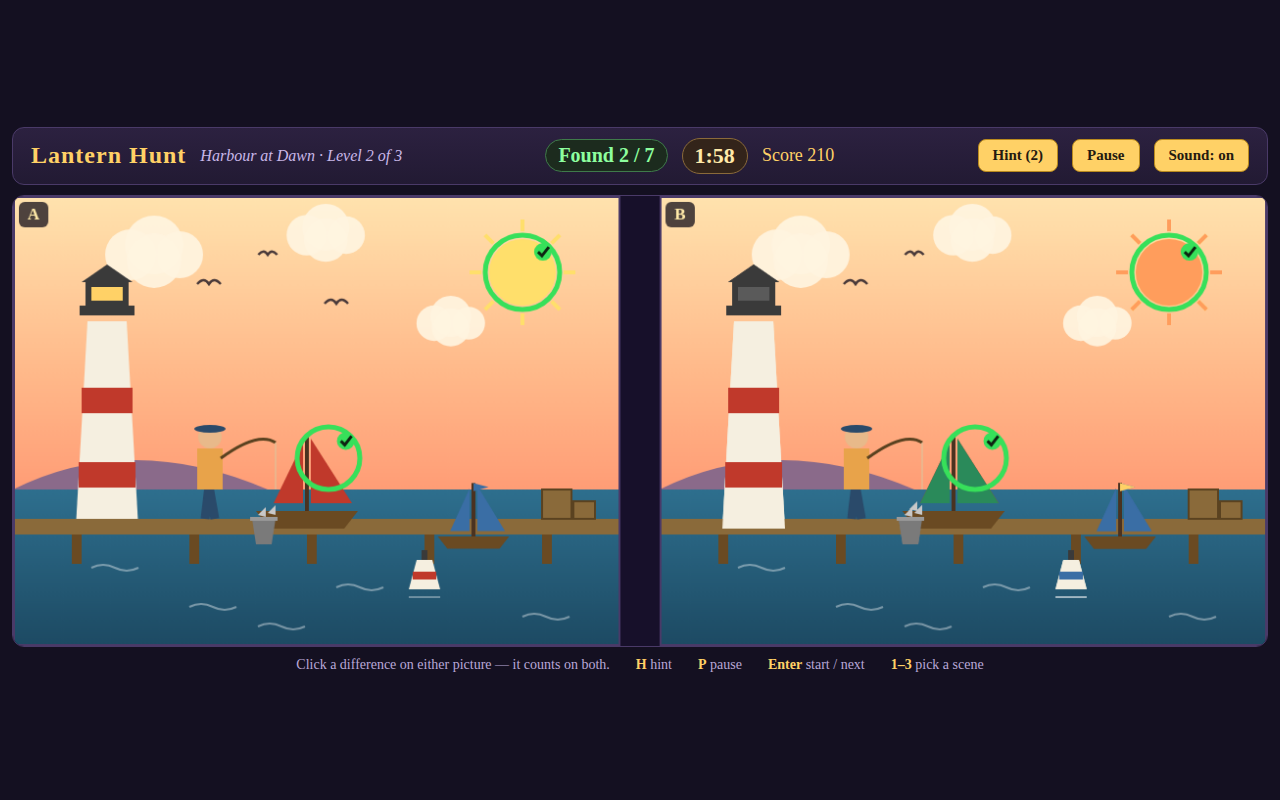 Lantern Hunt Harbour at Dawn · Level 2 of 3 Found 2 / 7 1:58 Score 210 Hint (2) Pause Sound: on
A B
Click a difference on either picture — it counts on both. H hint P pause Enter start / next 1–3 pick a scene